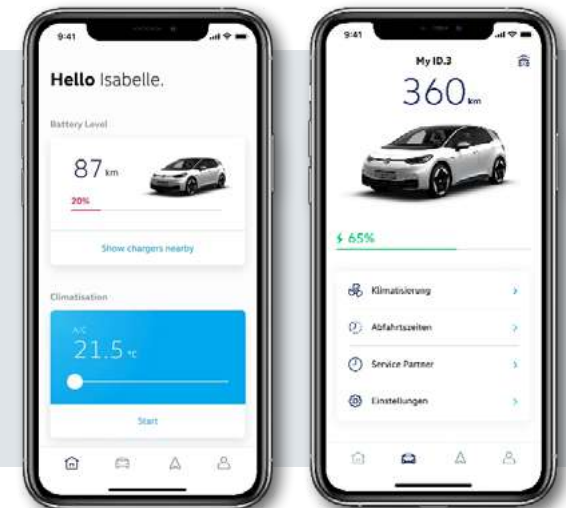 9:41
Hello Isabelle.
Battery Level
87 km
20%
Show chargers nearby
Climatisation
A/C
21.5 °C
Start
9:41
My ID.3
360 km
65%
Klimatisierung
Abfahrtszeiten
Service Partner
Einstellungen